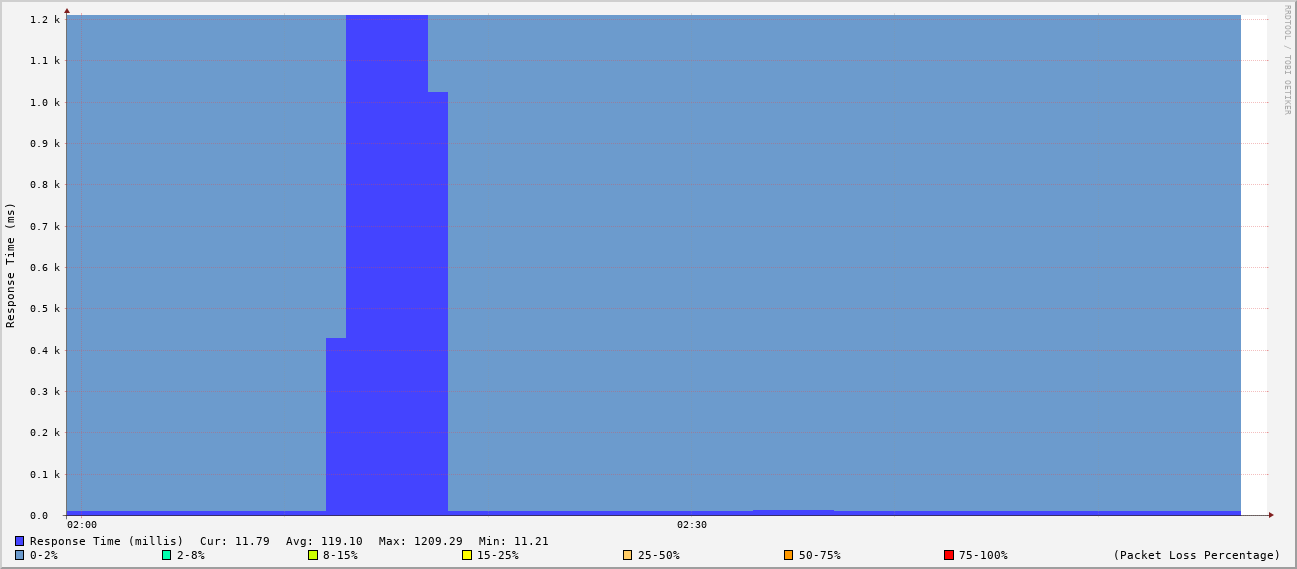 RRDTOOL / TOBI OETIKER
Response Time (ms)
1.2 k
1.1 k
1.0 k
0.9 k
0.8 k
0.7 k
0.6 k
0.5 k
0.4 k
0.3 k
0.2 k
0.1 k
0.0
02:00 02:30
Response Time (millis) Cur: 11.79 Avg: 119.10 Max: 1209.29 Min: 11.21
0-2% 2-8% 8-15% 15-25% 25-50% 50-75% 75-100% (Packet Loss Percentage)